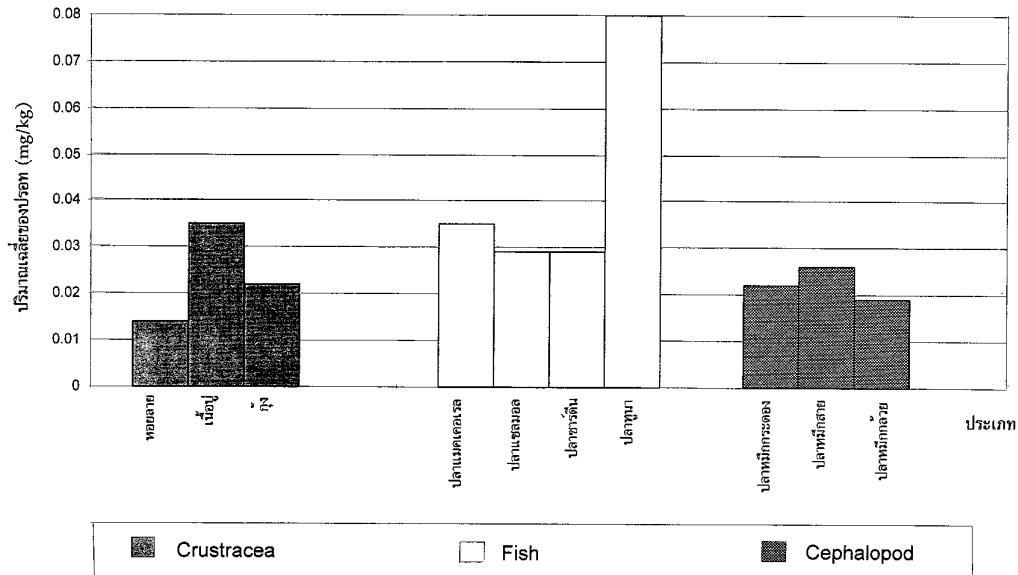 ปริมาณเฉลี่ยของปรอท (mg/kg)
0.08
0.07
0.06
0.05
0.04
0.03
0.02
0.01
0
หอยลาย
เนื้อปู
กุ้ง
ปลาแมคเคอเรล
ปลาแซลมอล
ปลาซาร์ดีน
ปลาทูนา
ปลาหมึกกระดอง
ปลาหมึกสาย
ปลาหมึกกล้วย
ประเภท
Crustracea
Fish
Cephalopod